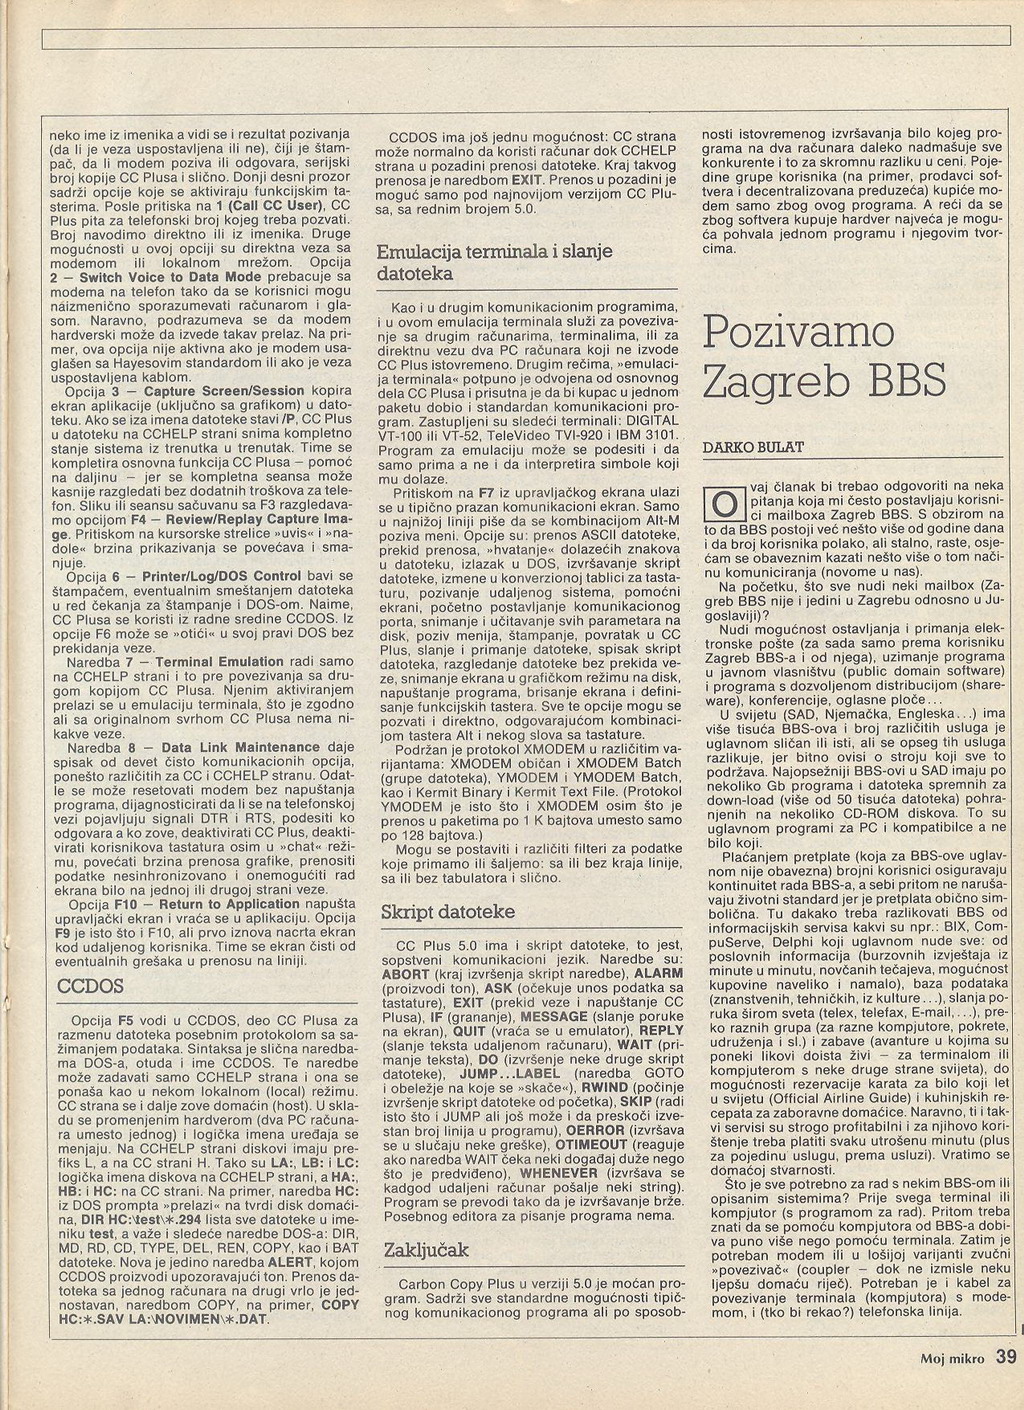 neko ime iz imenika a vidi se i rezultat pozivanja
(da li je veza uspostavljena ili ne), čiji je štam-
pač, da li modem poziva ili odgovara, serijski
broj kopije CC Plusa i slično. Donji desni prozor
sadrži opcije koje se aktiviraju funkcijskim ta-
sterima. Posle pritiska na 1 (Call CC User), CC
Plus pita za telefonski broj kojeg treba pozvati.
Broj navodimo direktno ili iz imenika. Druge
mogućnosti u ovoj opciji su direktna veza sa
modemom ili lokalnom mrežom. Opcija
2 — Switch Voice to Data Mode prebacuje sa
modema na telefon tako da se korisnici mogu
naizmenično sporazumevati računarom i gla-
som. Naravno, podrazumeva se da modem
hardverski može da izvede takav prelaz. Na pri-
mer, ova opcija nije aktivna ako je modem usa-
glašen sa Hayesovim standardom ili ako je veza
uspostavljena kablom.
Opcija 3 — Capture Screen/Session kopira
ekran aplikacije (uključno sa grafikom) u dato-
teku. Ako se iza imena datoteke stavi /P, CC Plus
u datoteku na CCHELP strani snima kompletno
stanje sistema iz trenutka u trenutak. Time se
kompletira osnovna funkcija CC Plusa — pomoć
na daljinu — jer se kompletna seansa može
kasnije razgledati bez dodatnih troškova za tele-
fon. Sliku ili seansu sačuvanu sa F3 razgledava-
mo opcijom F4 — Review/Replay Capture Ima-
ge. Pritiskom na kursorske strelice »uvis« i »na-
dole« brzina prikazivanja se povećava i sma-
njuje.
Opcija 6 — Printer/Log/DOS Control bavi se
štampačem, eventualnim smeštanjem datoteka
u red čekanja za štampanje i DOS-om. Naime,
CC Plusa se koristi iz radne sredine CCDOS. Iz
opcije F6 može se »otići« u svoj pravi DOS bez
prekidanja veze.
Naredba 7 — Terminal Emulation radi samo
na CCHELP strani i to pre povezivanja sa dru-
gom kopijom CC Plusa. Njenim aktiviranjem
prelazi se u emulaciju terminala, što je zgodno
ali sa originalnom svrhom CC Plusa nema ni-
kakve veze.
Naredba 8 — Data Link Maintenance daje
spisak od devet čisto komunikacionih opcija,
ponešto različitih za CC i CCHELP stranu. Odat-
le se može resetovati modem bez napuštanja
programa, dijagnosticirati da li se na telefonskoj
vezi pojavljuju signali DTR i RTS, podesiti ko
odgovara a ko zove, deaktivirati CC Plus, deakti-
virati korisnikova tastatura osim u »chat« reži-
mu, povećati brzina prenosa grafike, prenositi
podatke nesinhronizovano i onemogućiti rad
ekrana bilo na jednoj ili drugoj strani veze.
Opcija F10 — Return to Application napušta
upravljački ekran i vraća se u aplikaciju. Opcija
F9 je isto što i F10, ali prvo iznova nacrta ekran
kod udaljenog korisnika. Time se ekran čisti od
eventualnih grešaka u prenosu na liniji.
CCDOS
Opcija F5 vodi u CCDOS, deo CC Plusa za
razmenu datoteka posebnim protokolom sa sa-
žimanjem podataka. Sintaksa je slična naredba-
ma DOS-a, otuda i ime CCDOS. Te naredbe
može zadavati samo CCHELP strana i ona se
ponaša kao u nekom lokalnom (local) režimu.
CC strana se i dalje zove domaćin (host). U skla-
du se promenjenim hardverom (dva PC računa-
ra umesto jednog) i logička imena uređaja se
menjaju. Na CCHELP strani diskovi imaju pre-
fiks L, a na CC strani H. Tako su LA:, LB: i LC:
logička imena diskova na CCHELP strani, a HA:,
HB: i HC: na CC strani. Na primer, naredba HC:
iz DOS prompta »prelazi« na tvrdi disk domaći-
na, DIR HC:\test\*.294 lista sve datoteke u ime-
niku test, a važe i sledeće naredbe DOS-a: DIR,
MD, RD, CD, TYPE, DEL, REN, COPY, kao i BAT
datoteke. Nova je jedino naredba ALERT, kojom
CCDOS proizvodi upozoravajući ton. Prenos da-
toteka sa jednog računara na drugi vrlo je jed-
nostavan, naredbom COPY, na primer, COPY
HC:*.SAV LA:\NOVIMEN\*.DAT.
CCDOS ima još jednu mogućnost: CC strana
može normalno da koristi računar dok CCHELP
strana u pozadini prenosi datoteke. Kraj takvog
prenosa je naredbom EXIT. Prenos u pozadini je
moguć samo pod najnovijom verzijom CC Plu-
sa, sa rednim brojem 5.0.
Emulacija terminala i slanje
datoteka
Kao i u drugim komunikacionim programima,
i u ovom emulacija terminala služi za poveziva-
nje sa drugim računarima, terminalima, ili za
direktnu vezu dva PC računara koji ne izvode
CC Plus istovremeno. Drugim rečima, »emulaci-
ja terminala« potpuno je odvojena od osnovnog
dela CC Plusa i prisutna je da bi kupac u jednom
paketu dobio i standardan komunikacioni pro-
gram. Zastupljeni su sledeći terminali: DIGITAL
VT-100 ili VT-52, TeleVideo TVI-920 i IBM 3101.
Program za emulaciju može se podesiti i da
samo prima a ne i da interpretira simbole koji
mu dolaze.
Pritiskom na F7 iz upravljačkog ekrana ulazi
se u tipično prazan komunikacioni ekran. Samo
u najnižoj liniji piše da se kombinacijom Alt-M
poziva meni. Opcije su: prenos ASCII datoteke,
prekid prenosa, »hvatanje« dolazećih znakova
u datoteku, izlazak u DOS, izvršavanje skript
datoteke, izmene u konverzionoj tablici za tasta-
turu, pozivanje udaljenog sistema, pomoćni
ekrani, početno postavljanje komunikacionog
porta, snimanje i učitavanje svih parametara na
disk, poziv menija, štampanje, povratak u CC
Plus, slanje i primanje datoteke, spisak skript
datoteka, razgledanje datoteke bez prekida ve-
ze, snimanje ekrana u grafičkom režimu na disk,
napuštanje programa, brisanje ekrana i defini-
sanje funkcijskih tastera. Sve te opcije mogu se
pozvati i direktno, odgovarajućom kombinaci-
jom tastera Alt i nekog slova sa tastature.
Podržan je protokol XMODEM u različitim va-
rijantama: XMODEM običan i XMODEM Batch
(grupe datoteka), YMODEM i YMODEM Batch,
kao i Kermit Binary i Kermit Text File. (Protokol
YMODEM je isto što i XMODEM osim što je
prenos u paketima po 1 K bajtova umesto samo
po 128 bajtova.)
Mogu se postaviti i različiti filteri za podatke
koje primamo ili šaljemo: sa ili bez kraja linije,
sa ili bez tabulatora i slično.
Skript datoteke
CC Plus 5.0 ima i skript datoteke, to jest,
sopstveni komunikacioni jezik. Naredbe su:
ABORT (kraj izvršenja skript naredbe), ALARM
(proizvodi ton), ASK (očekuje unos podatka sa
tastature), EXIT (prekid veze i napuštanje CC
Plusa), IF (grananje), MESSAGE (slanje poruke
na ekran), QUIT (vraća se u emulator), REPLY
(slanje teksta udaljenom računaru), WAIT (pri-
manje teksta), DO (izvršenje neke druge skript
datoteke), JUMP...LABEL (naredba GOTO
i obeležje na koje se »skače«), RWIND (počinje
izvršenje skript datoteke od početka), SKIP (radi
isto što i JUMP ali još može i da preskoči izve-
stan broj linija u programu), OERROR (izvršava
se u slučaju neke greške), OTIMEOUT (reaguje
ako naredba WAIT čeka neki događaj duže nego
što je predviđeno), WHENEVER (izvršava se
kadgod udaljeni računar pošalje neki string).
Program se prevodi tako da je izvršavanje brže.
Posebnog editora za pisanje programa nema.
Zaključak
Carbon Copy Plus u verziji 5.0 je moćan pro-
gram. Sadrži sve standardne mogućnosti tipič-
nog komunikacionog programa ali po sposob-
nosti istovremenog izvršavanja bilo kojeg pro-
grama na dva računara daleko nadmašuje sve
konkurente i to za skromnu razliku u ceni. Poje-
dine grupe korisnika (na primer, prodavci sof-
tvera i decentralizovana preduzeća) kupiće mo-
dem samo zbog ovog programa. A reći da se
zbog softvera kupuje hardver najveća je mogu-
ća pohvala jednom programu i njegovim tvor-
cima.
Pozivamo
Zagreb BBS
DARKO BULAT
Ovaj članak bi trebao odgovoriti na neka
pitanja koja mi često postavljaju korisni-
ci mailboxa Zagreb BBS. S obzirom na
to da BBS postoji već nešto više od godine dana
i da broj korisnika polako, ali stalno, raste, osje-
ćam se obaveznim kazati nešto više o tom nači-
nu komuniciranja (novome u nas).
Na početku, što sve nudi neki mailbox (Za-
greb BBS nije i jedini u Zagrebu odnosno u Ju-
goslaviji)?
Nudi mogućnost ostavljanja i primanja elek-
tronske pošte (za sada samo prema korisniku
Zagreb BBS-a i od njega), uzimanje programa
u javnom vlasništvu (public domain software)
i programa s dozvoljenom distribucijom (share-
ware), konferencije, oglasne ploče...
U svijetu (SAD, Njemačka, Engleska...) ima
više tisuća BBS-ova i broj različitih usluga je
uglavnom sličan ili isti, ali se opseg tih usluga
razlikuje, jer bitno ovisi o stroju koji sve to
podržava. Najopsežniji BBS-ovi u SAD imaju po
nekoliko Gb programa i datoteka spremnih za
down-load (više od 50 tisuća datoteka) pohra-
njenih na nekoliko CD-ROM diskova. To su
uglavnom programi za PC i kompatibilce a ne
bilo koji.
Plaćanjem pretplate (koja za BBS-ove uglav-
nom nije obavezna) brojni korisnici osiguravaju
kontinuitet rada BBS-a, a sebi pritom ne naruša-
vaju životni standard jer je pretplata obično sim-
bolična. Tu dakako treba razlikovati BBS od
informacijskih servisa kakvi su npr.: BIX, Com-
puServe, Delphi koji uglavnom nude sve: od
poslovnih informacija (burzovnih izvještaja iz
minute u minutu, novčanih tečajeva, mogućnost
kupovine naveliko i namalo), baza podataka
(znanstvenih, tehničkih, iz kulture...), slanja po-
ruka širom sveta (telex, telefax, E-mail,...), pre-
ko raznih grupa (za razne kompjutore, pokrete,
udruženja i sl.) i zabave (avanture u kojima su
poneki likovi doista živi — za terminalom ili
kompjuterom s neke druge strane svijeta), do
mogućnosti rezervacije karata za bilo koji let
u svijetu (Official Airline Guide) i kuhinjskih re-
cepata za zaboravne domaćice. Naravno, ti i tak-
vi servisi su strogo profitabilni i za njihovo kori-
štenje treba platiti svaku utrošenu minutu (plus
za pojedinu uslugu, prema usluzi). Vratimo se
domaćoj stvarnosti.
Što je sve potrebno za rad s nekim BBS-om ili
opisanim sistemima? Prije svega terminal ili
kompjutor (s programom za rad). Pritom treba
znati da se pomoću kompjutora od BBS-a dobi-
va puno više nego pomoću terminala. Zatim je
potreban modem ili u lošijoj varijanti zvučni
»povezivač« (coupler — dok ne izmisle neku
ljepšu domaću riječ). Potreban je i kabel za
povezivanje terminala (kompjutora) s mode-
mom, i (tko bi rekao?) telefonska linija.
Moj mikro 39